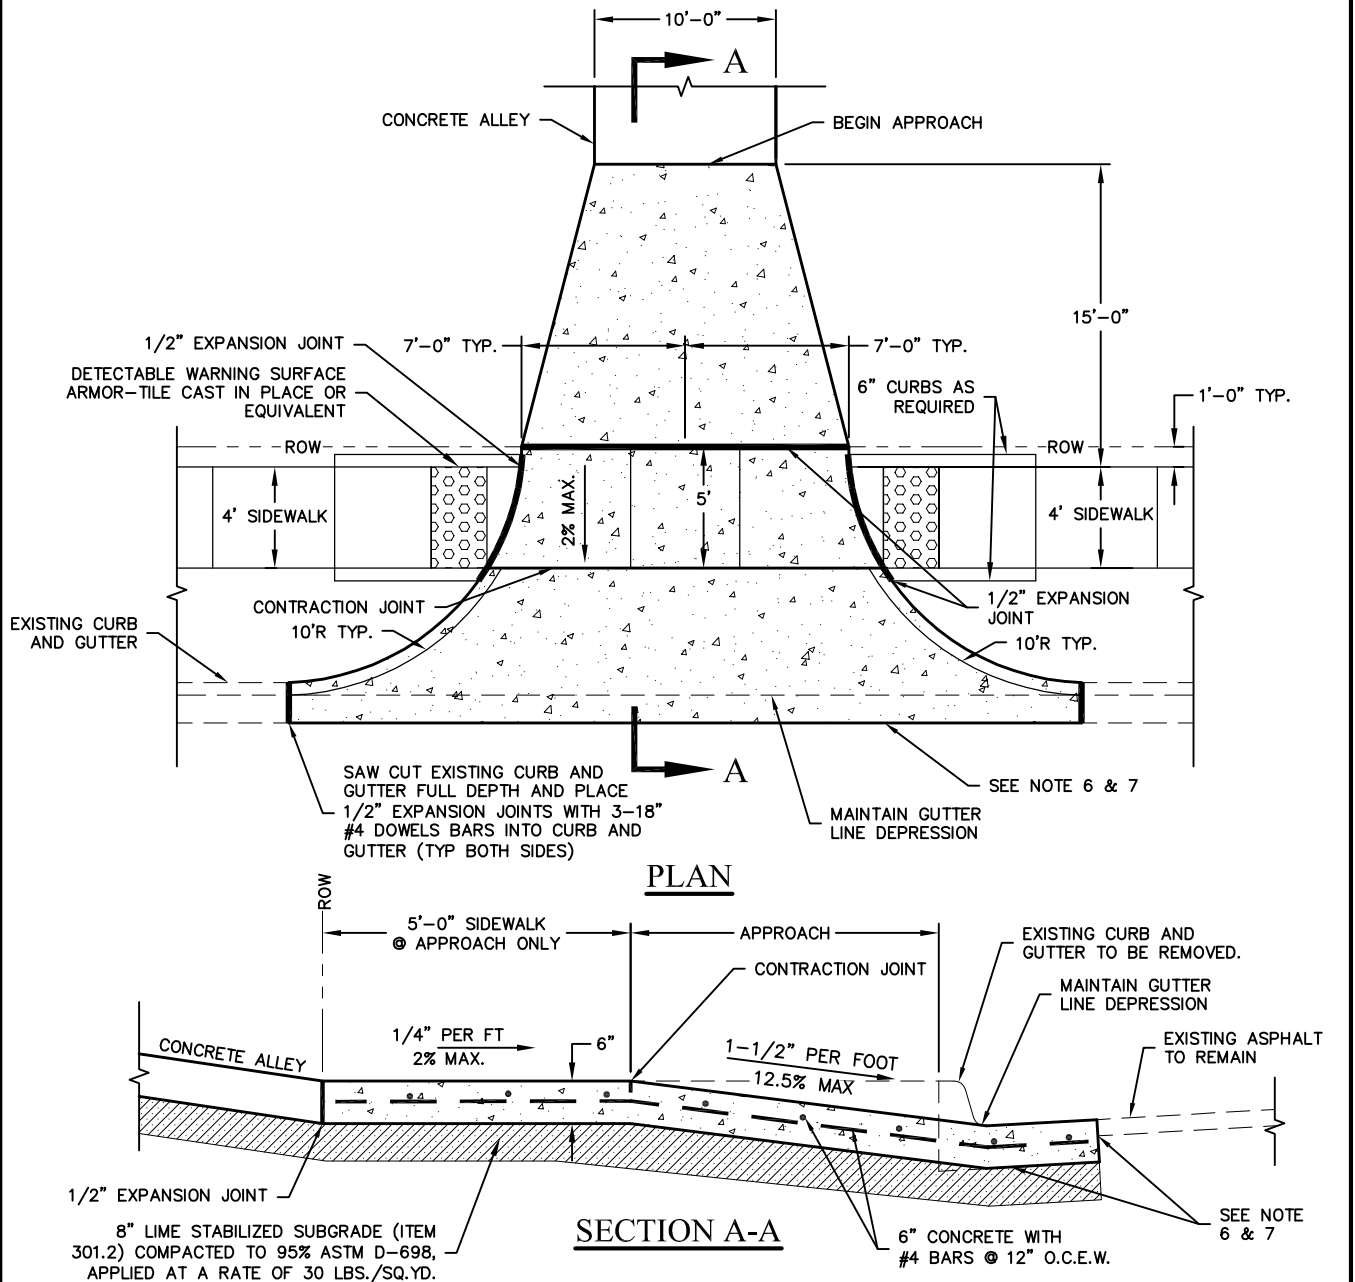 10'-0"
A
CONCRETE ALLEY
BEGIN APPROACH
15'-0"
1/2" EXPANSION JOINT
7'-0" TYP.
7'-0" TYP.
DETECTABLE WARNING SURFACE
ARMOR-TILE CAST IN PLACE OR
EQUIVALENT
6" CURBS AS
REQUIRED
1'-0" TYP.
ROW
ROW
4' SIDEWALK
2% MAX.
5'
4' SIDEWALK
CONTRACTION JOINT
1/2" EXPANSION
JOINT
EXISTING CURB
AND GUTTER
10'R TYP.
10'R TYP.
SAW CUT EXISTING CURB AND
GUTTER FULL DEPTH AND PLACE
1/2" EXPANSION JOINTS WITH 3-18"
#4 DOWELS BARS INTO CURB AND
GUTTER (TYP BOTH SIDES)
A
SEE NOTE 6 & 7
MAINTAIN GUTTER
LINE DEPRESSION
PLAN
ROW
5'-0" SIDEWALK
@ APPROACH ONLY
APPROACH
EXISTING CURB AND
GUTTER TO BE REMOVED.
CONTRACTION JOINT
MAINTAIN GUTTER
LINE DEPRESSION
CONCRETE ALLEY
1/4" PER FT
2% MAX.
6"
1-1/2" PER FOOT
12.5% MAX
EXISTING ASPHALT
TO REMAIN
1/2" EXPANSION JOINT
8" LIME STABILIZED SUBGRADE (ITEM
301.2) COMPACTED TO 95% ASTM D-698,
APPLIED AT A RATE OF 30 LBS./SQ.YD.
SECTION A-A
6" CONCRETE WITH
#4 BARS @ 12" O.C.E.W.
SEE NOTE
6 & 7